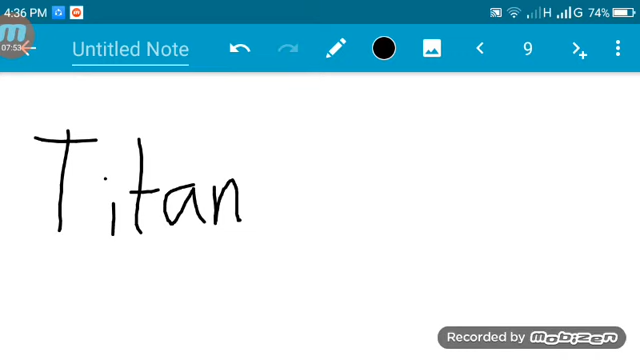 4:36 PM H G 74%
07:53 Untitled Note 9
Titan
Recorded by mobizen